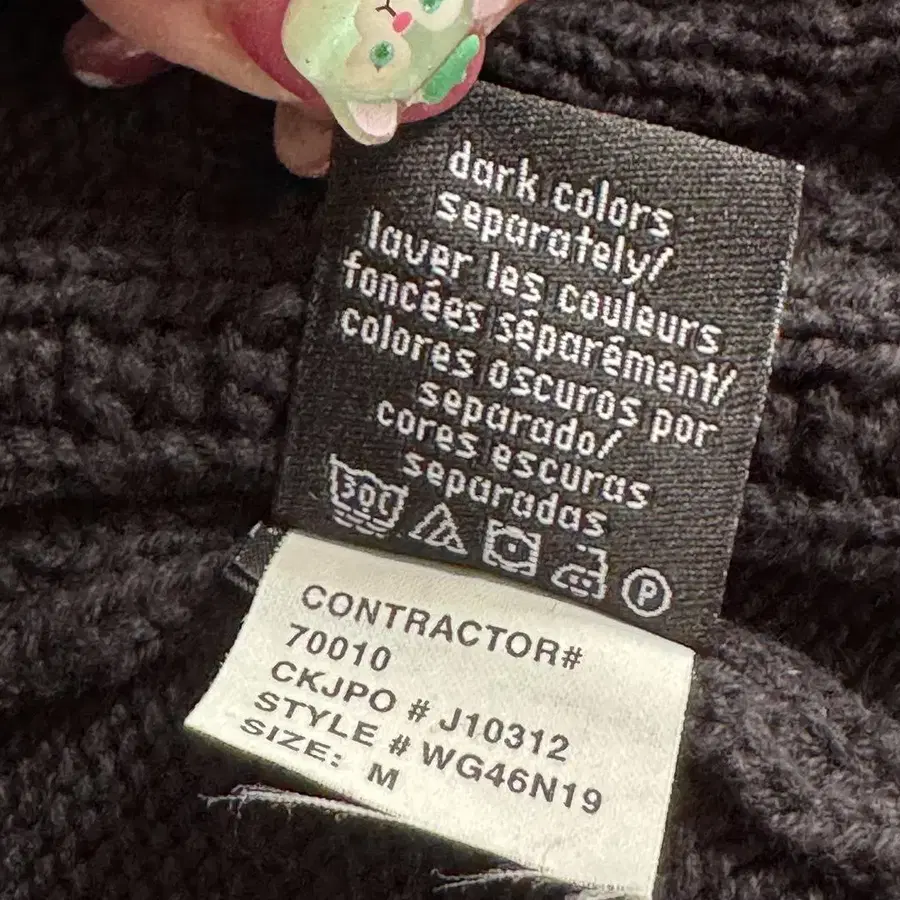 dark colors
separately/
laver les couleurs
foncées séparément/
colores oscuros por
separado/
cores escuras
separadas
30C
P
CONTRACTOR#
70010
CKJPO # J10312
STYLE # WG46N19
SIZE: M